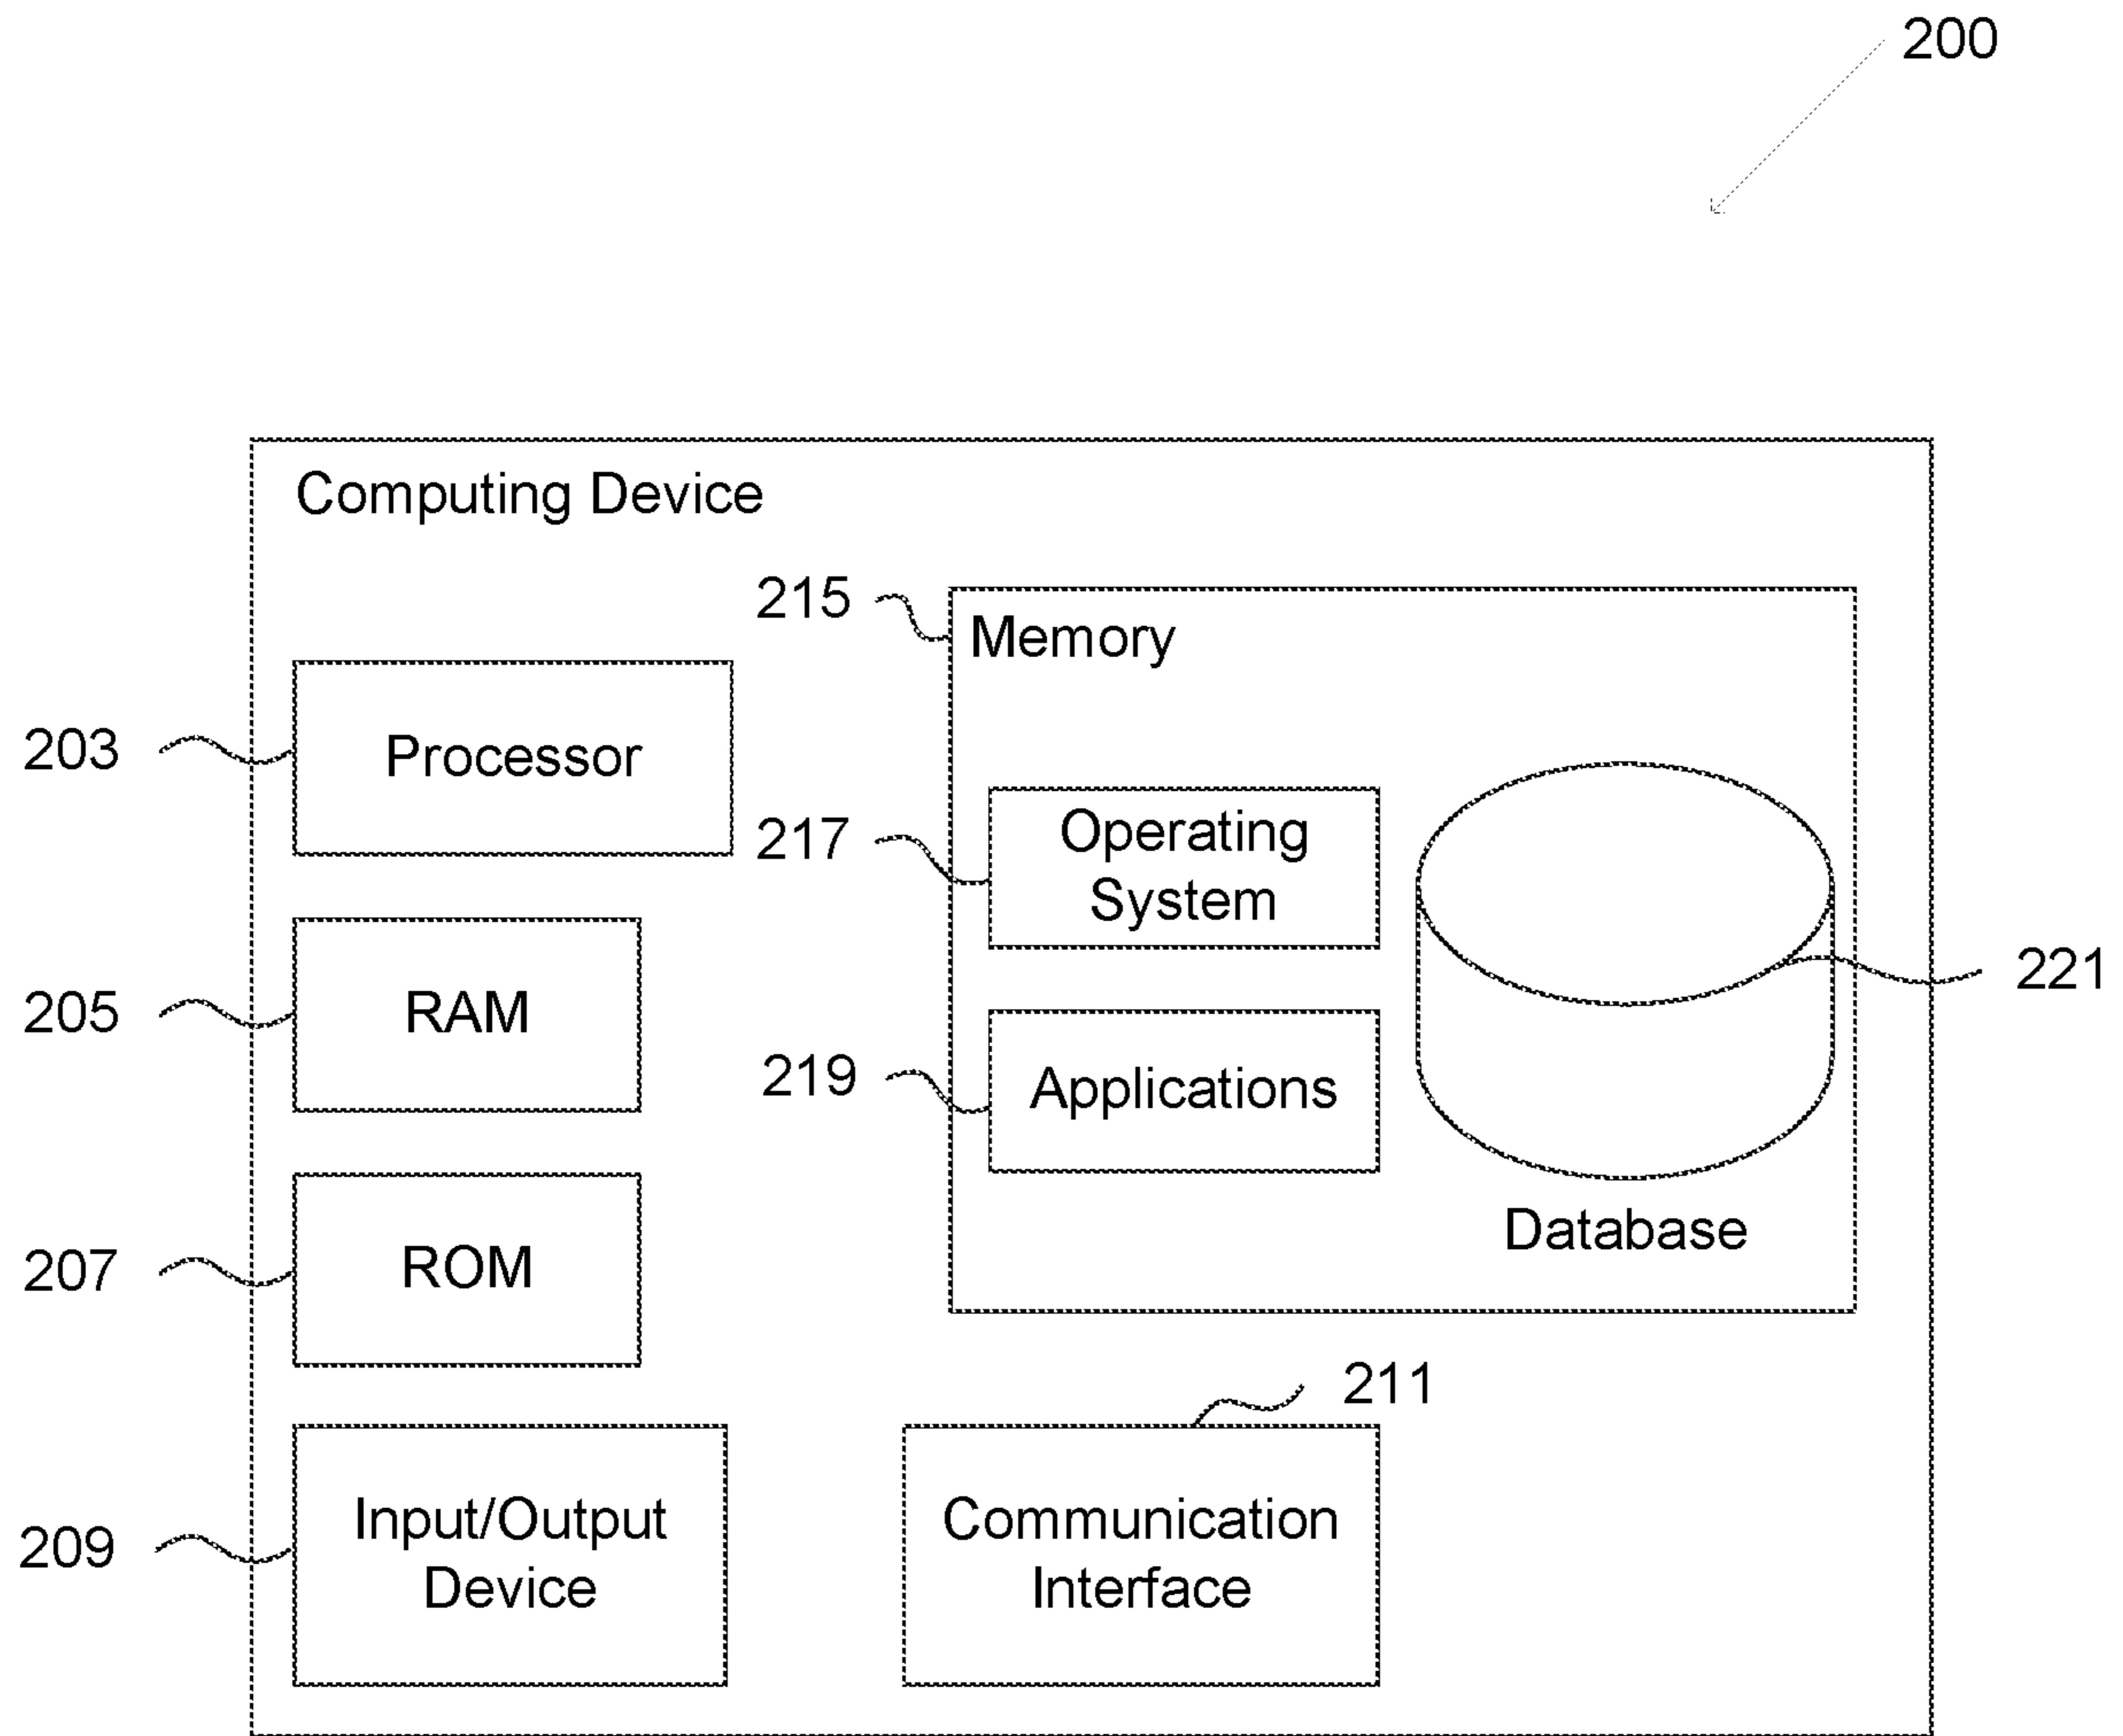 200
Computing Device
215
Memory
203
Processor
217
Operating
System
205
RAM
221
219
Applications
207
ROM
Database
211
209
Input/Output
Device
Communication
Interface